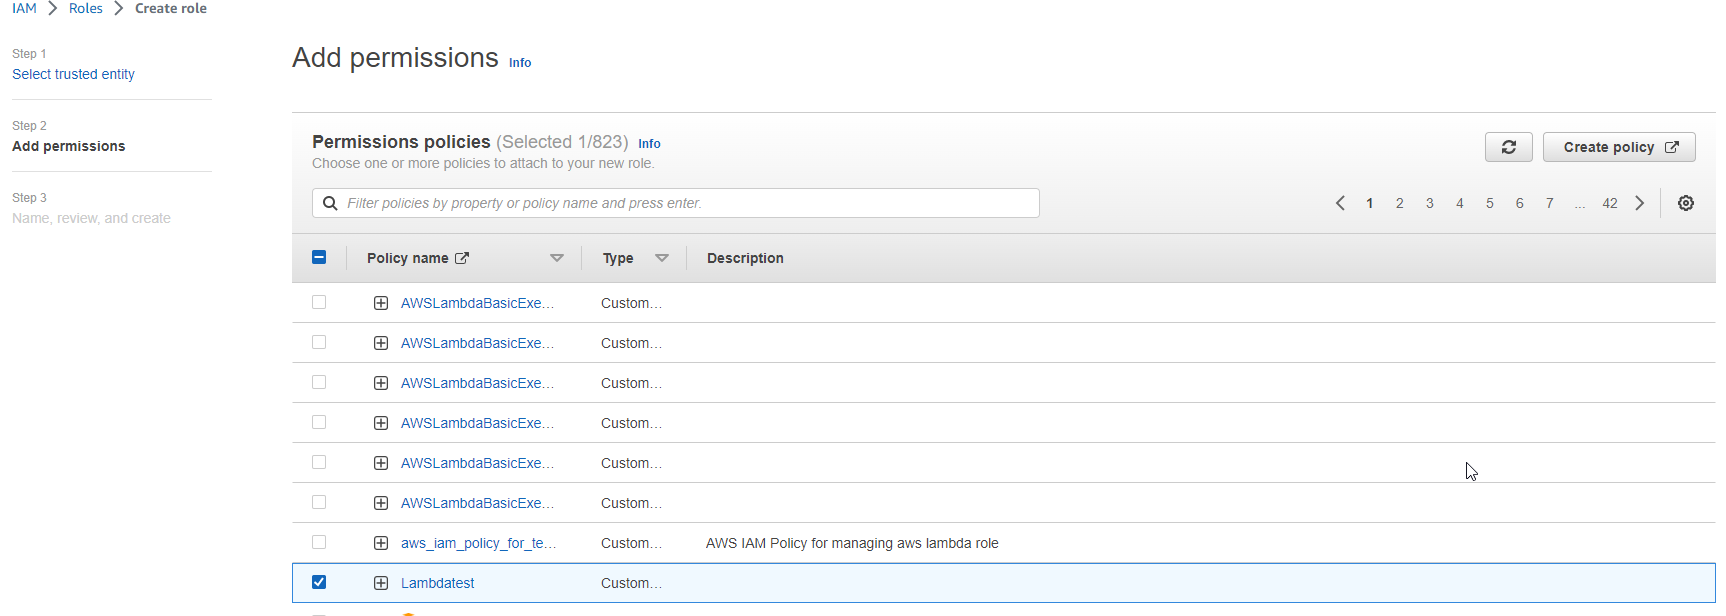 IAM > Roles > Create role
Step 1
Select trusted entity
Step 2
Add permissions
Step 3
Name, review, and create
Add permissions Info
Permissions policies (Selected 1/823) Info
Choose one or more policies to attach to your new role.
Create policy
Filter policies by property or policy name and press enter.
1 2 3 4 5 6 7 ... 42
Policy name Type Description
AWSLambdaBasicExe... Custom...
AWSLambdaBasicExe... Custom...
AWSLambdaBasicExe... Custom...
AWSLambdaBasicExe... Custom...
AWSLambdaBasicExe... Custom...
AWSLambdaBasicExe... Custom...
aws_iam_policy_for_te... Custom... AWS IAM Policy for managing aws lambda role
Lambdatest Custom...